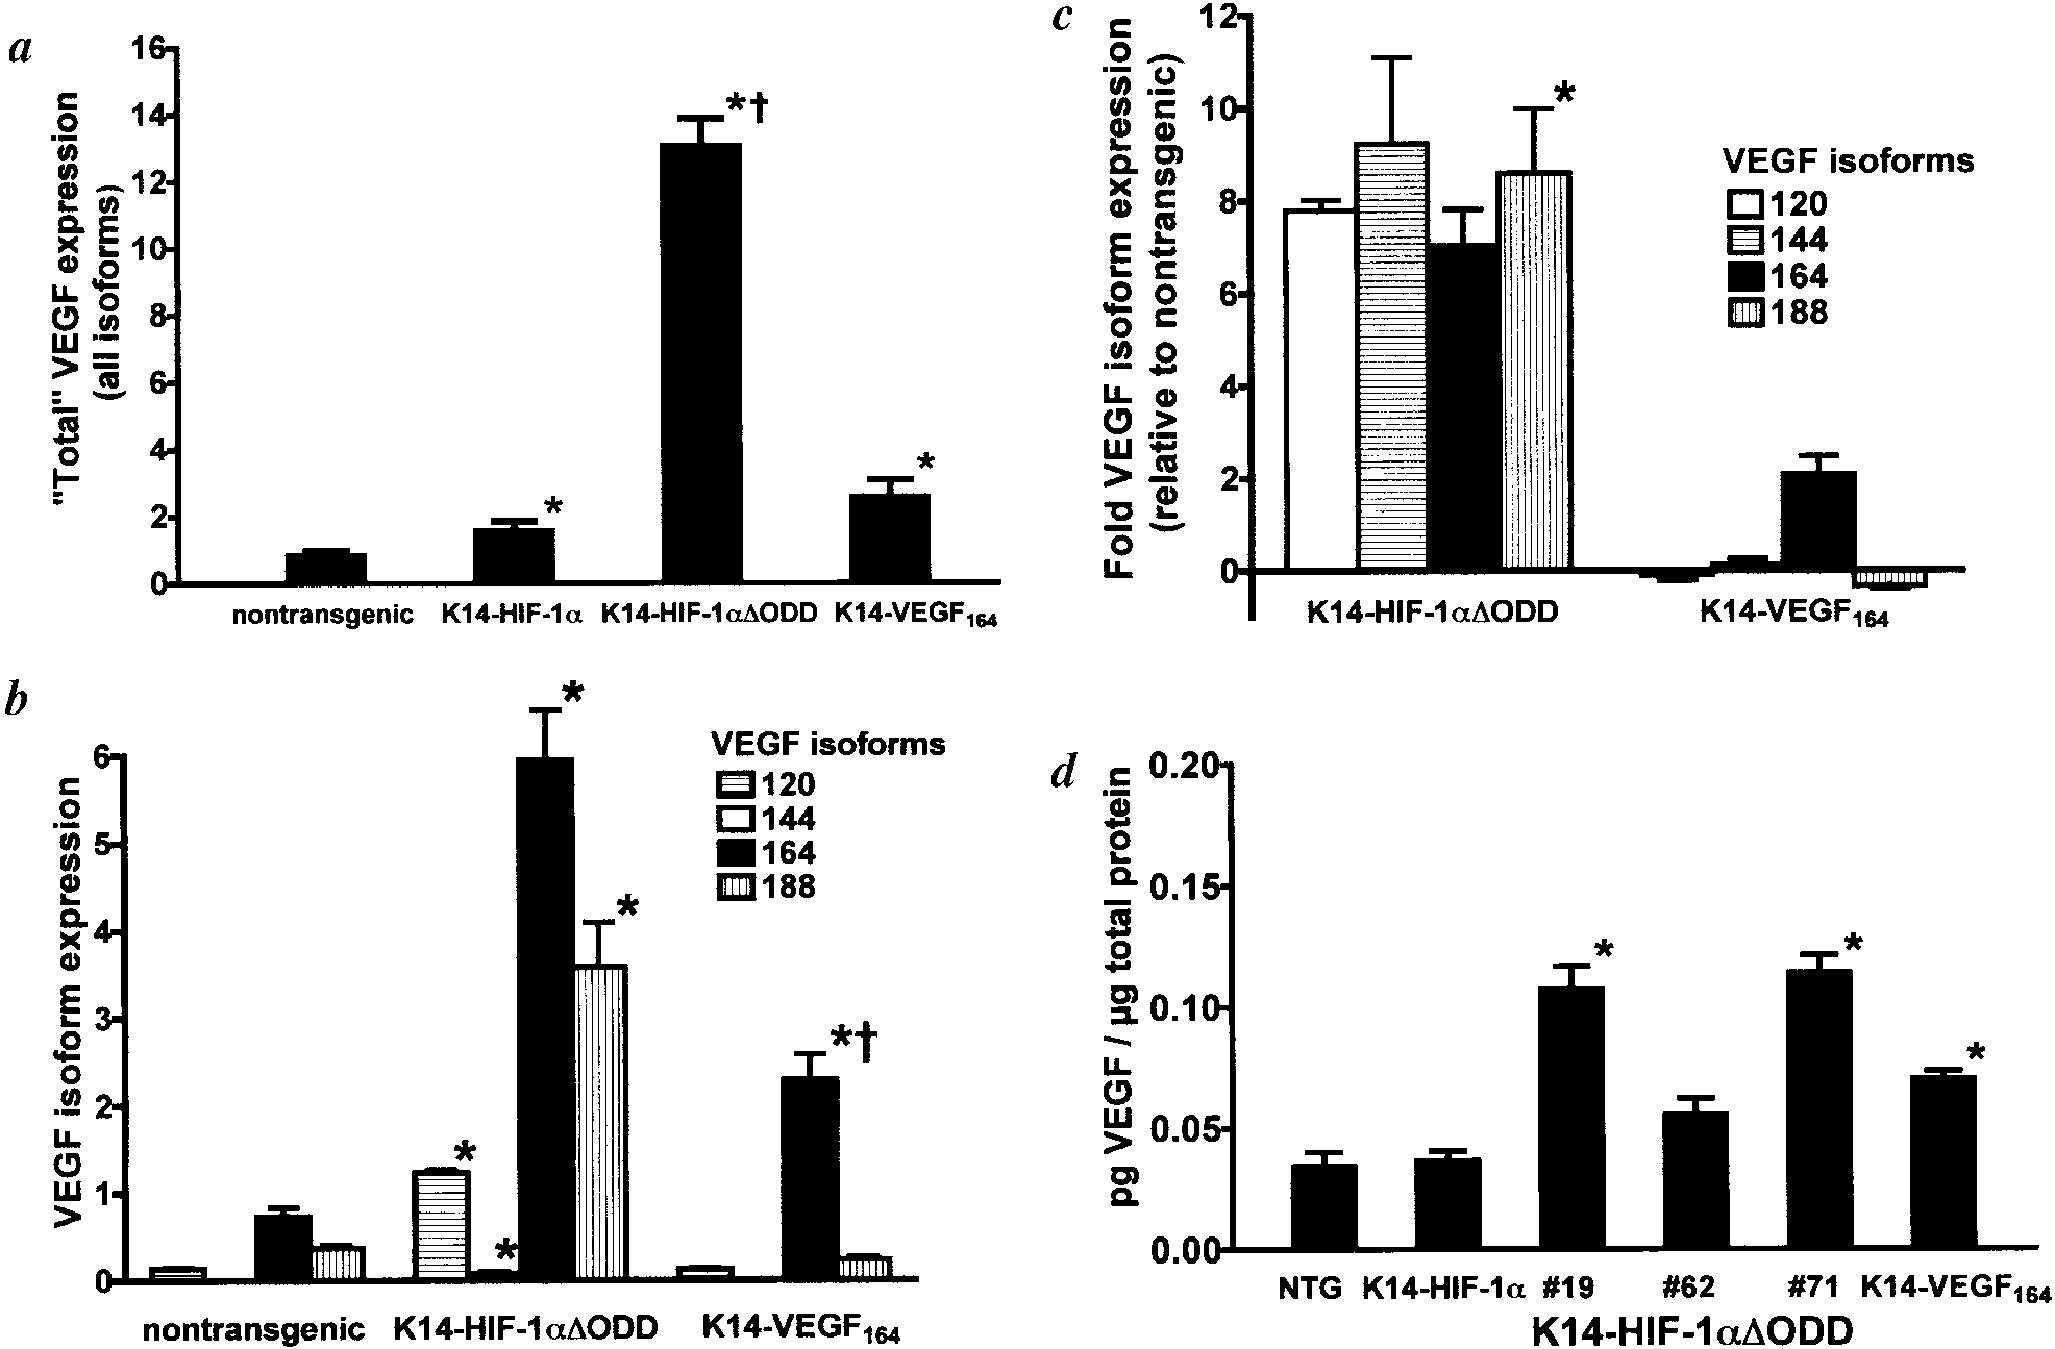 a
"Total" VEGF expression
(all isoforms)
16
14
12
10
8
6
4
2
0
*†
*
*
nontransgenic K14-HIF-1α K14-HIF-1αΔODD K14-VEGF164
b
VEGF isoform expression
6
5
4
3
2
1
0
VEGF isoforms
120
144
164
188
*
*
*†
*
*
nontransgenic K14-HIF-1αΔODD K14-VEGF164
c
Fold VEGF isoform expression
(relative to nontransgenic)
12
10
8
6
4
2
0
*
VEGF isoforms
120
144
164
188
K14-HIF-1αΔODD K14-VEGF164
d
pg VEGF / µg total protein
0.20
0.15
0.10
0.05
0.00
*
*
*
NTG K14-HIF-1α #19 #62 #71 K14-VEGF164
K14-HIF-1αΔODD